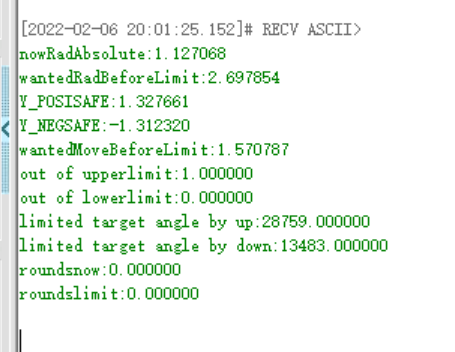 [2022-02-06 20:01:25.152]# RECV ASCII>
nowRadAbsolute:1.127068
wantedRadBeforeLimit:2.697854
Y_POSISAFE:1.327661
Y_NEGSAFE:-1.312320
wantedMoveBeforeLimit:1.570787
out of upperlimit:1.000000
out of lowerlimit:0.000000
limited target angle by up:28759.000000
limited target angle by down:13483.000000
roundsnow:0.000000
roundslimit:0.000000